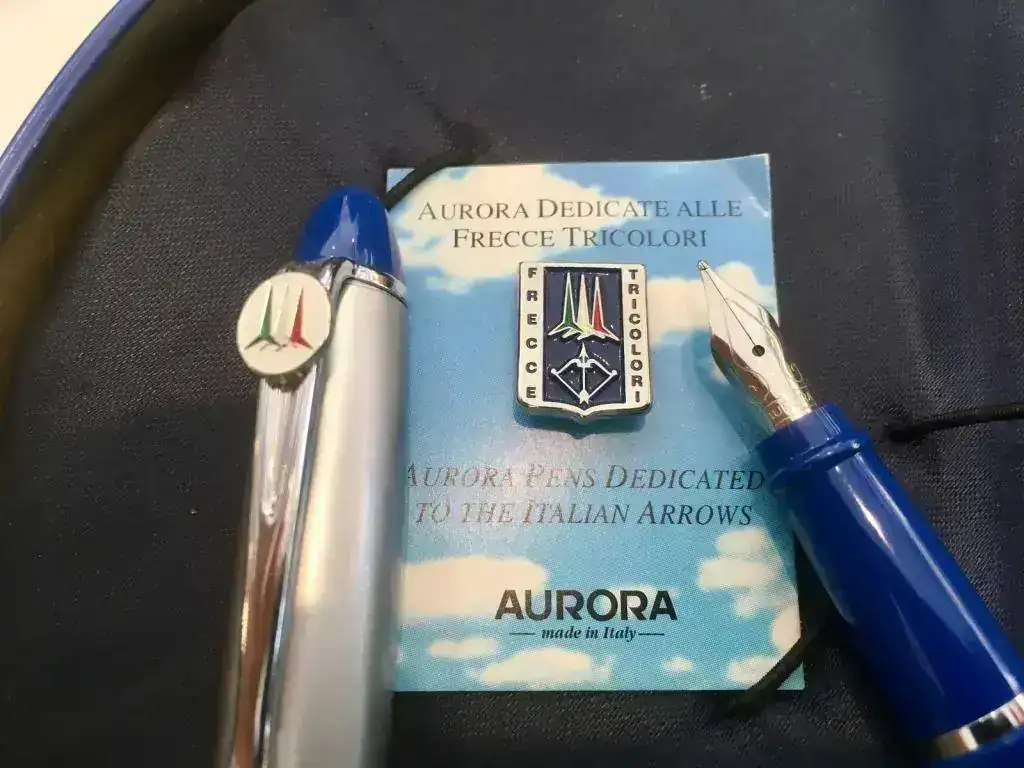 AURORA DEDICATE ALLE
FRECCE TRICOLORI
FRECCE
TRICOLORI
AURORA PENS DEDICATED
TO THE ITALIAN ARROWS
AURORA
made in Italy